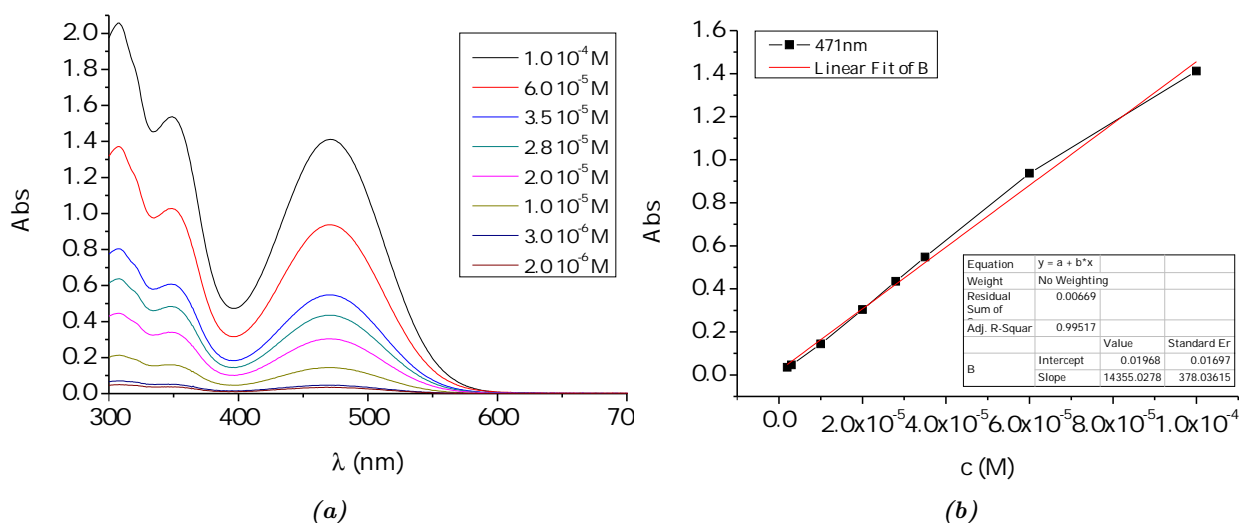 2.0
1.8
1.6
1.4
1.2
1.0
0.8
0.6
0.4
0.2
0.0
Abs
300
400
500
600
70
λ (nm)
1.0 10⁻⁴ M
6.0 10⁻⁵ M
3.5 10⁻⁵ M
2.8 10⁻⁵ M
2.0 10⁻⁵ M
1.0 10⁻⁵ M
3.0 10⁻⁶ M
2.0 10⁻⁶ M
(a)
1.6
1.4
1.2
1.0
0.8
0.6
0.4
0.2
0.0
Abs
471nm
Linear Fit of B
Equation y = a + b*x
Weight No Weighting
Residual 0.00669
Sum of
Adj. R-Squar 0.99517
Value Standard Er
B Intercept 0.01968 0.01697
Slope 14355.0278 378.03615
0.0 2.0x10⁻⁵ 4.0x10⁻⁵ 6.0x10⁻⁵ 8.0x10⁻⁵ 1.0x10⁻⁴
c (M)
(b)